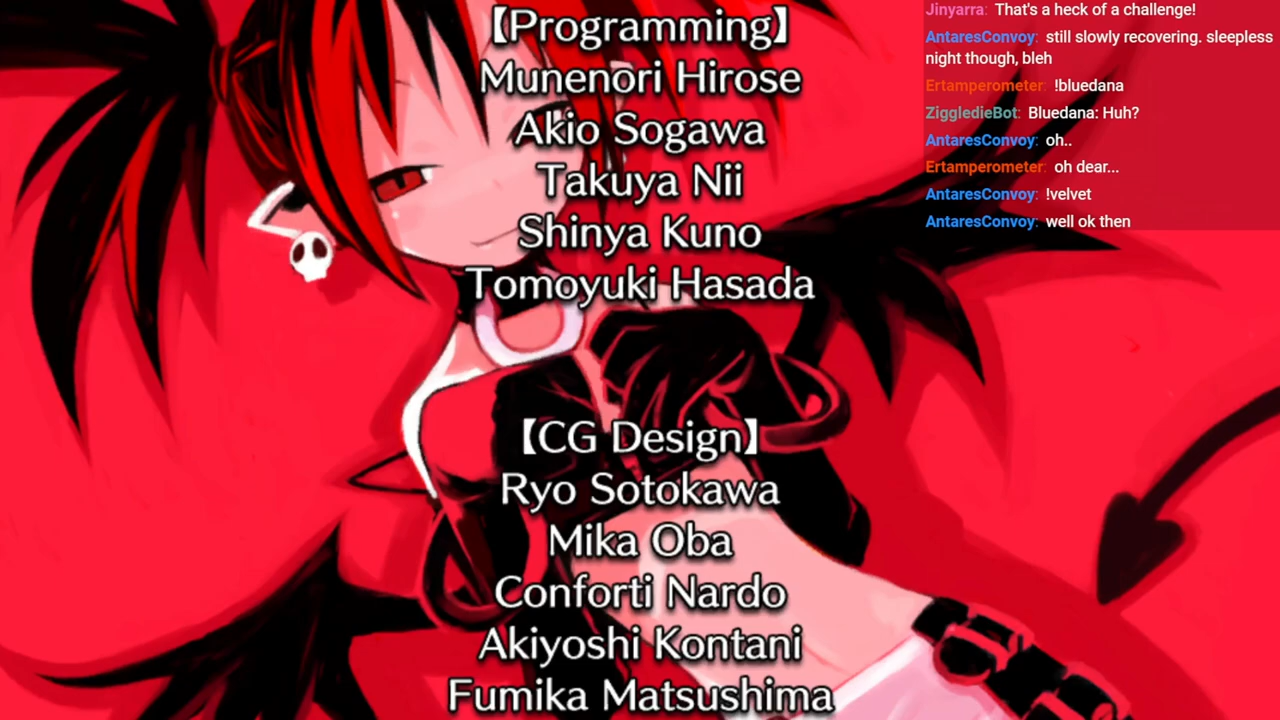 【Programming】
Munenori Hirose
Akio Sogawa
Takuya Nii
Shinya Kuno
Tomoyuki Hasada
【CG Design】
Ryo Sotokawa
Mika Oba
Conforti Nardo
Akiyoshi Kontani
Fumika Matsushima
Jinyarra: That's a heck of a challenge!
AntaresConvoy: still slowly recovering. sleepless
night though, bleh
Ertamperometer: !bluedana
ZiggledieBot: Bluedana: Huh?
AntaresConvoy: oh..
Ertamperometer: oh dear...
AntaresConvoy: !velvet
AntaresConvoy: well ok then